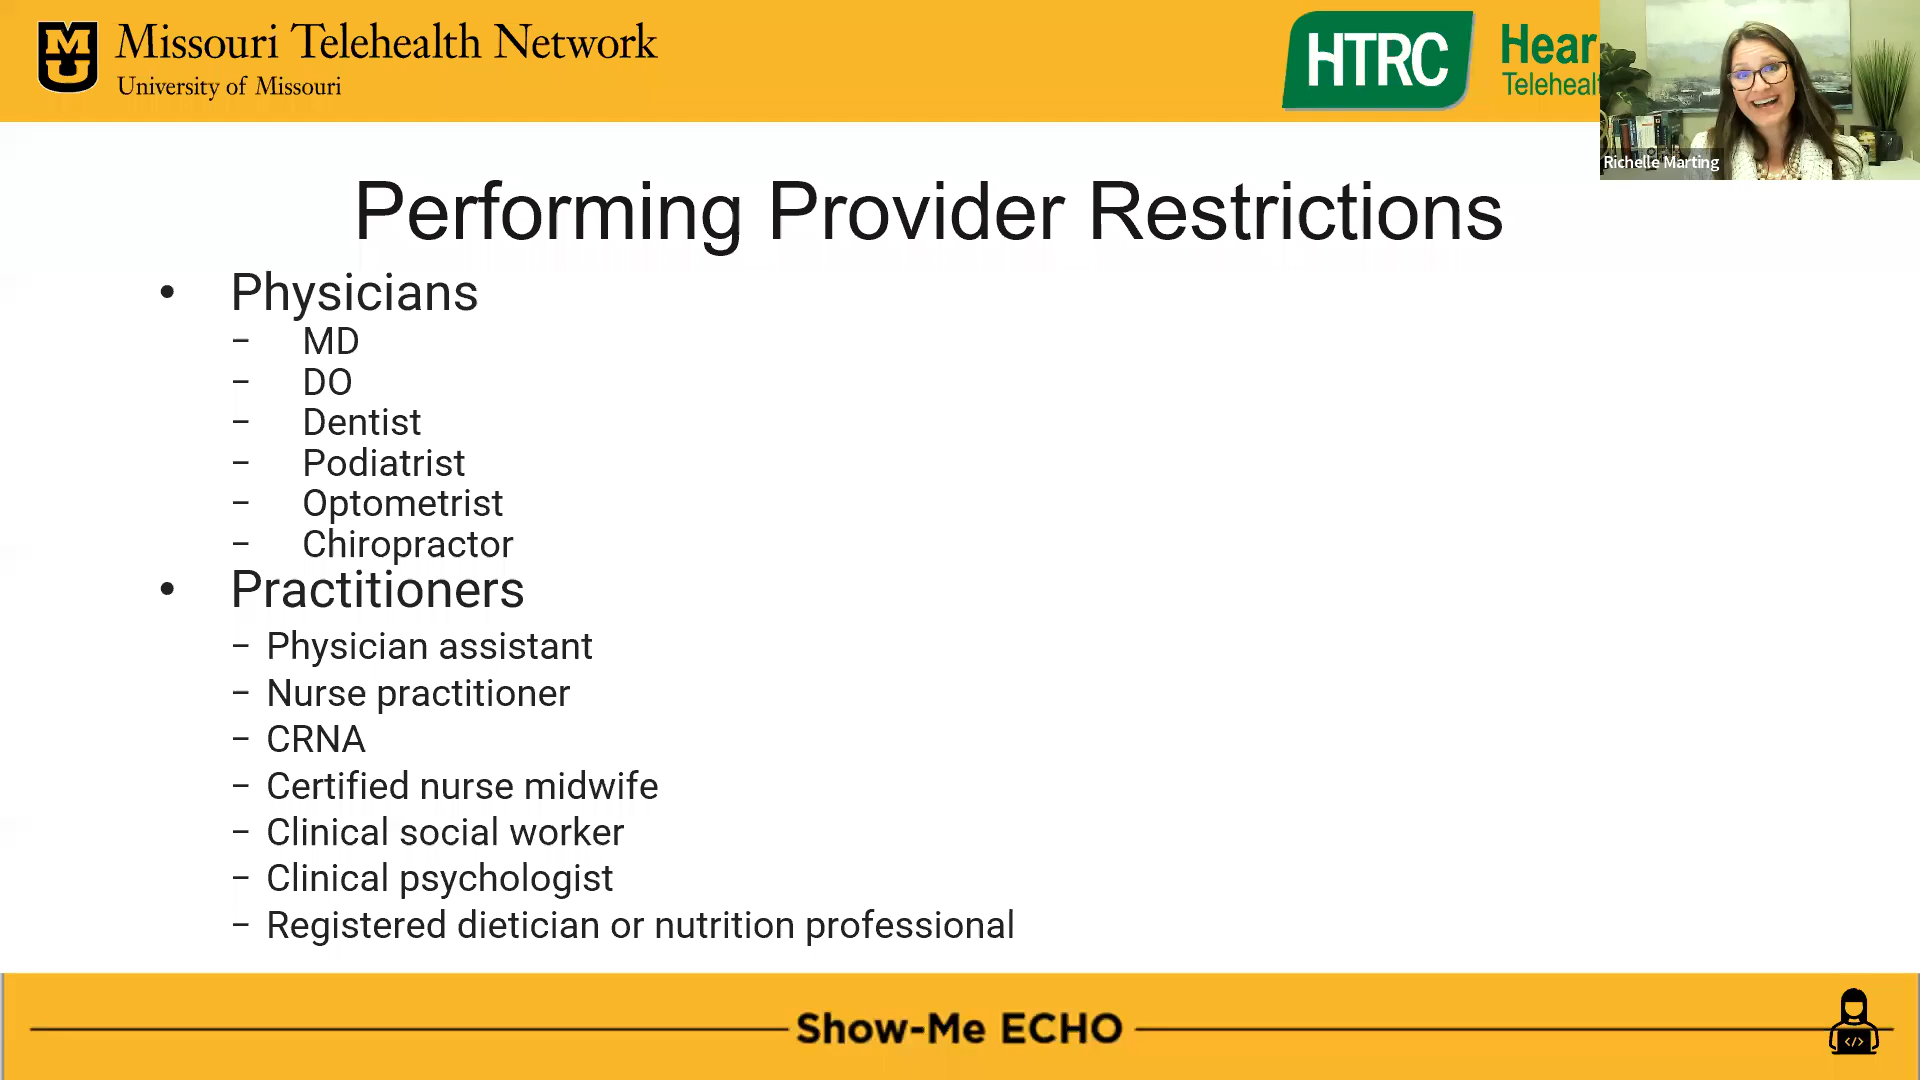 MU
Missouri Telehealth Network
University of Missouri
HTRC
Hear
Telehealt
Richelle Marting
Performing Provider Restrictions
• Physicians
– MD
– DO
– Dentist
– Podiatrist
– Optometrist
– Chiropractor
• Practitioners
– Physician assistant
– Nurse practitioner
– CRNA
– Certified nurse midwife
– Clinical social worker
– Clinical psychologist
– Registered dietician or nutrition professional
Show-Me ECHO
</>